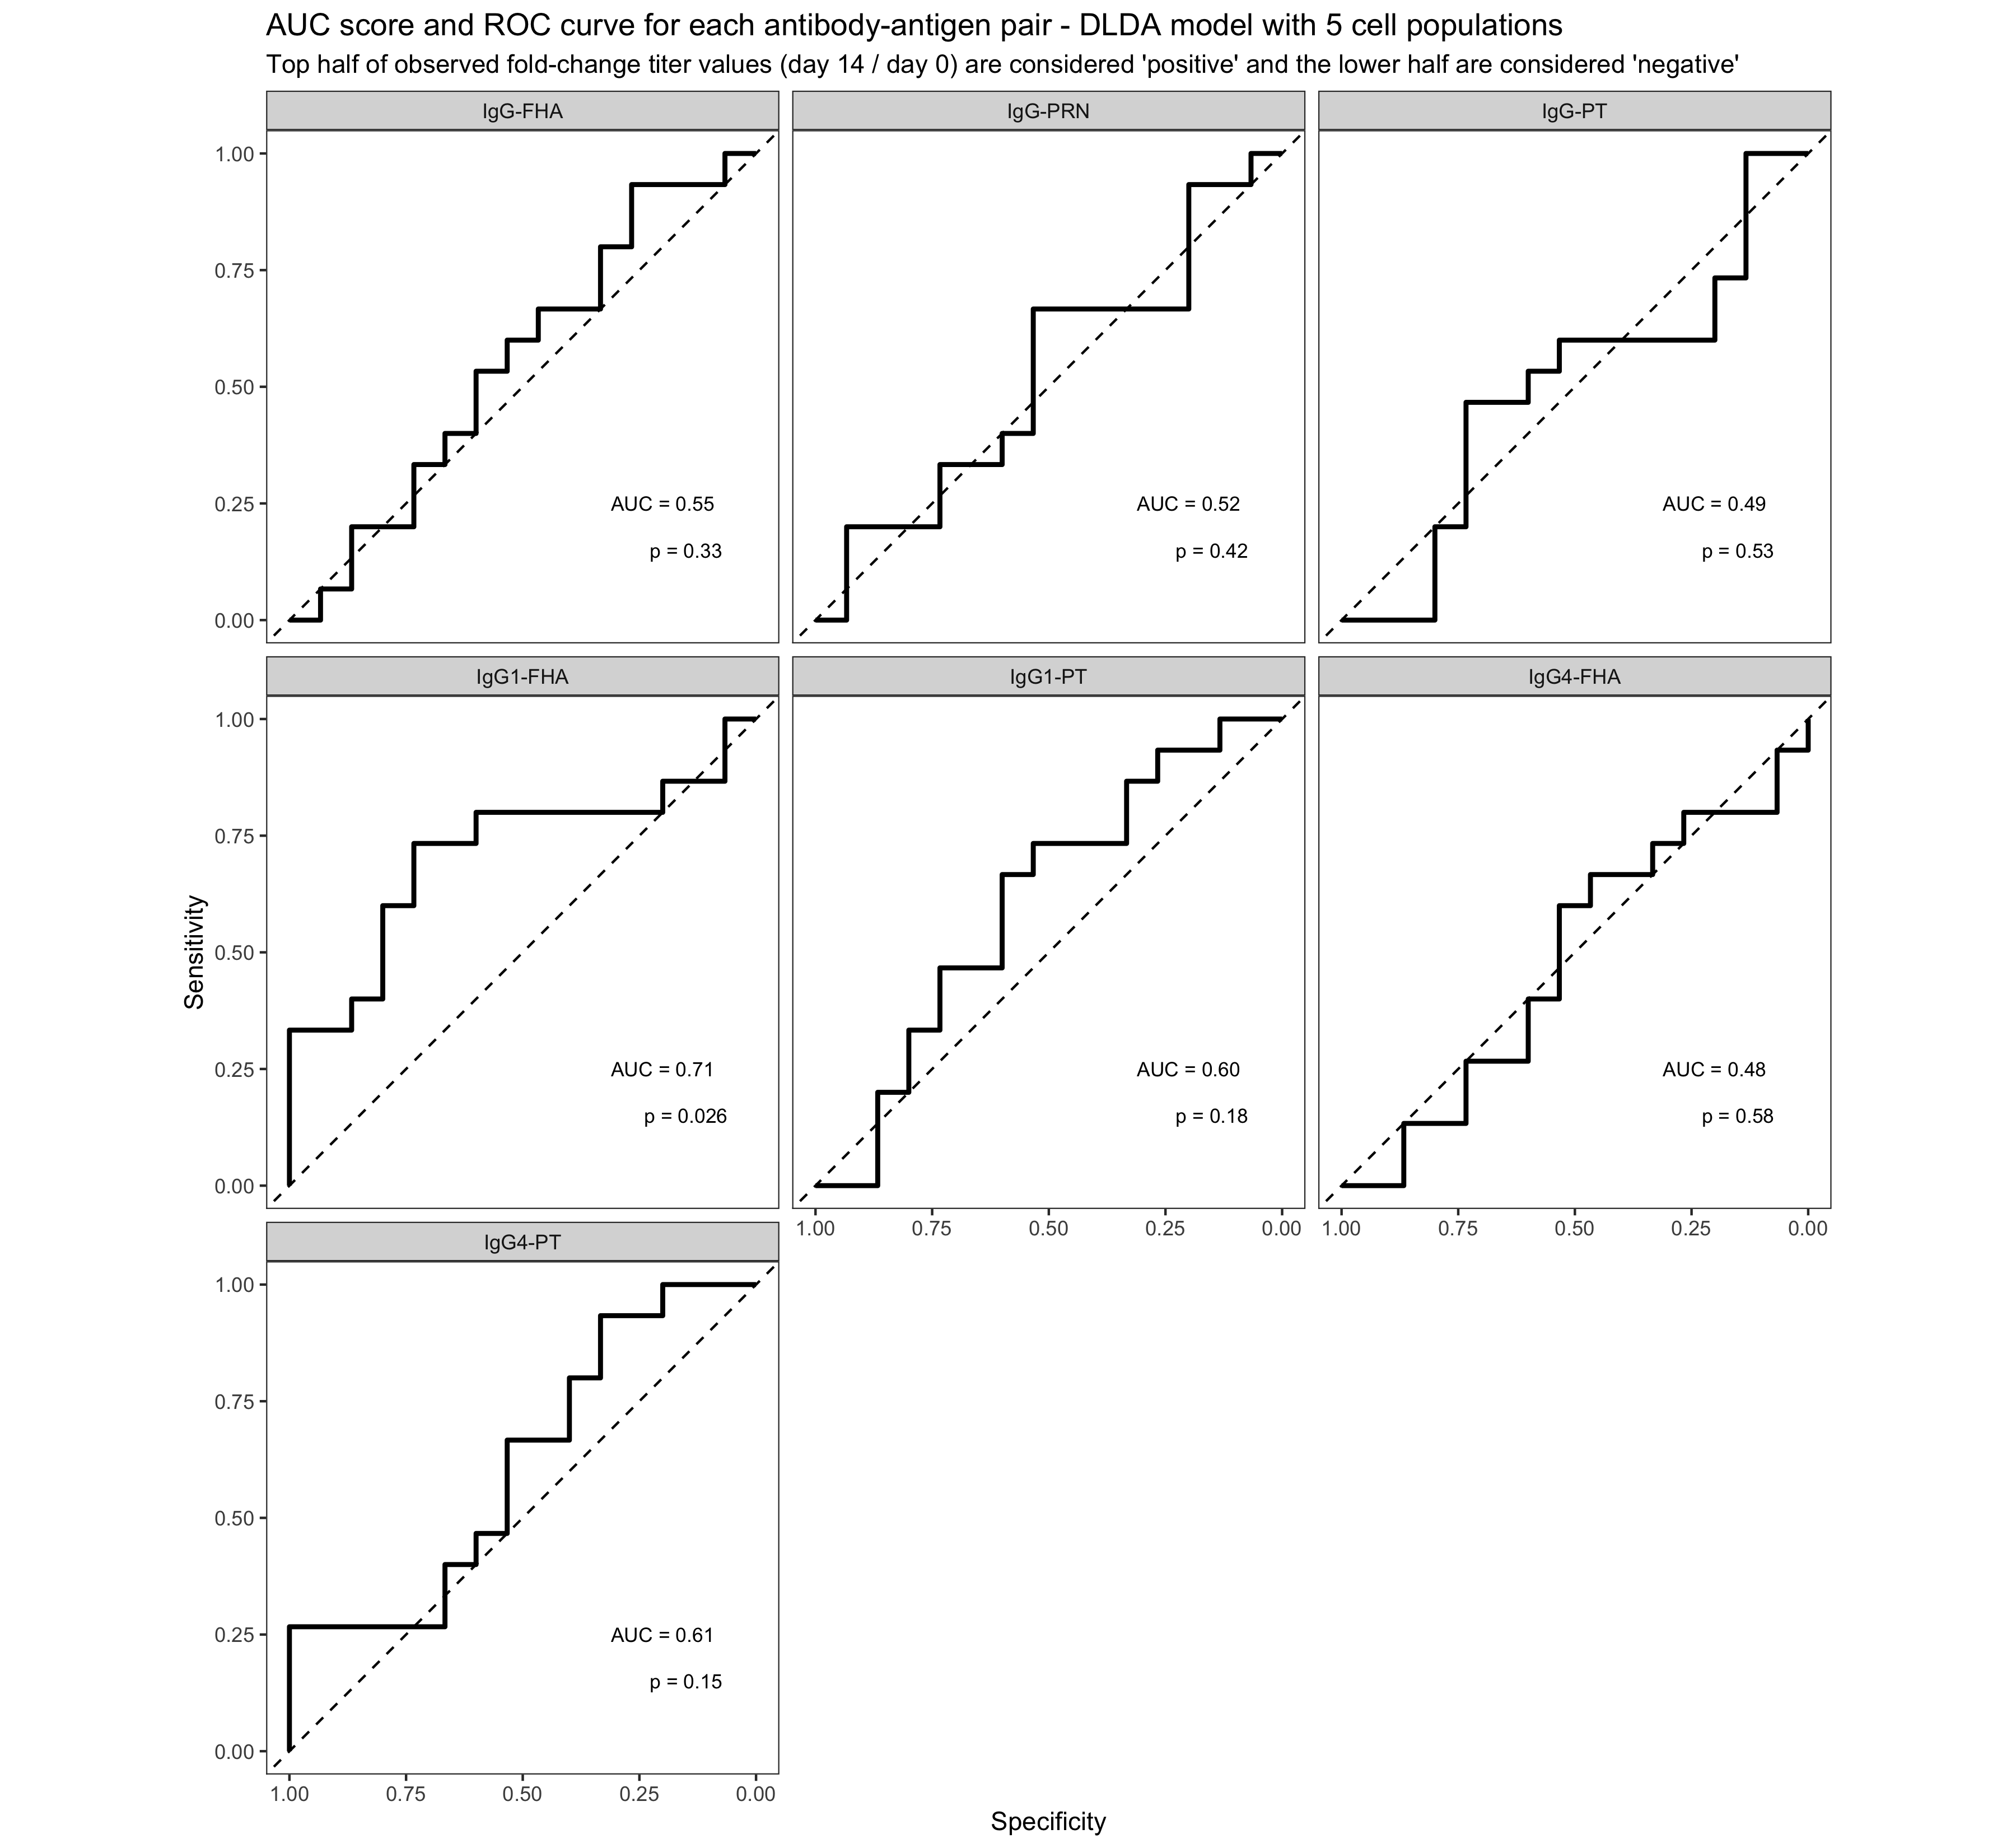 AUC score and ROC curve for each antibody-antigen pair - DLDA model with 5 cell populations
Top half of observed fold-change titer values (day 14 / day 0) are considered 'positive' and the lower half are considered 'negative'
IgG-FHA
IgG-PRN
IgG-PT
1.00
0.75
0.50
0.25
0.00
AUC = 0.55
p = 0.33
AUC = 0.52
p = 0.42
AUC = 0.49
p = 0.53
IgG1-FHA
IgG1-PT
IgG4-FHA
1.00
0.75
0.50
0.25
0.00
AUC = 0.71
p = 0.026
AUC = 0.60
p = 0.18
AUC = 0.48
p = 0.58
1.00 0.75 0.50 0.25 0.00
1.00 0.75 0.50 0.25 0.00
Sensitivity
IgG4-PT
1.00
0.75
0.50
0.25
0.00
AUC = 0.61
p = 0.15
1.00 0.75 0.50 0.25 0.00
Specificity